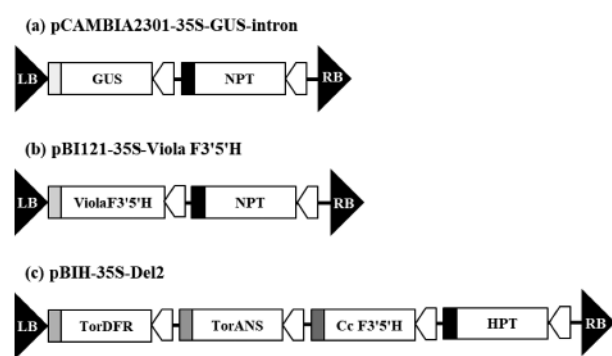 (a) pCAMBIA2301-35S-GUS-intron
LB GUS NPT RB
(b) pBI121-35S-Viola F3'5'H
LB ViolaF3'5'H NPT RB
(c) pBIH-35S-Del2
LB TorDFR TorANS Cc F3'5'H HPT RB